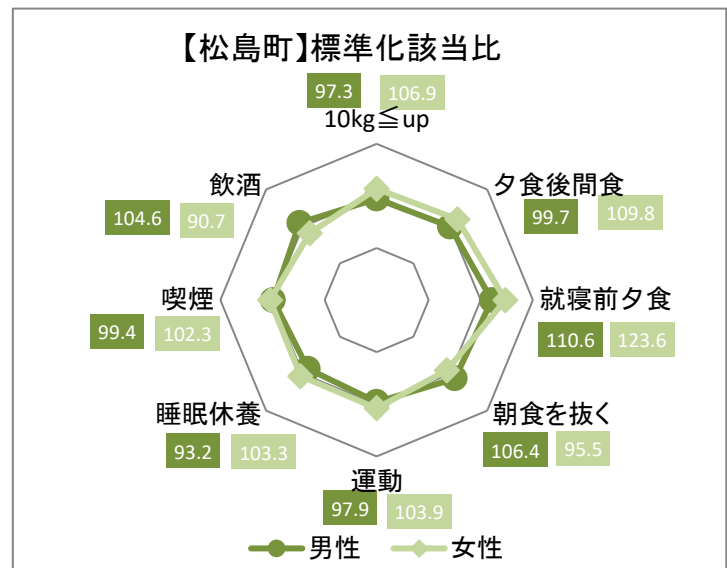 【松島町】標準化該当比
97.3 106.9
10kg≦up
飲酒 夕食後間食
104.6 90.7 99.7 109.8
喫煙 就寝前夕食
99.4 102.3 110.6 123.6
睡眠休養 朝食を抜く
93.2 103.3 106.4 95.5
運動
97.9 103.9
男性 女性